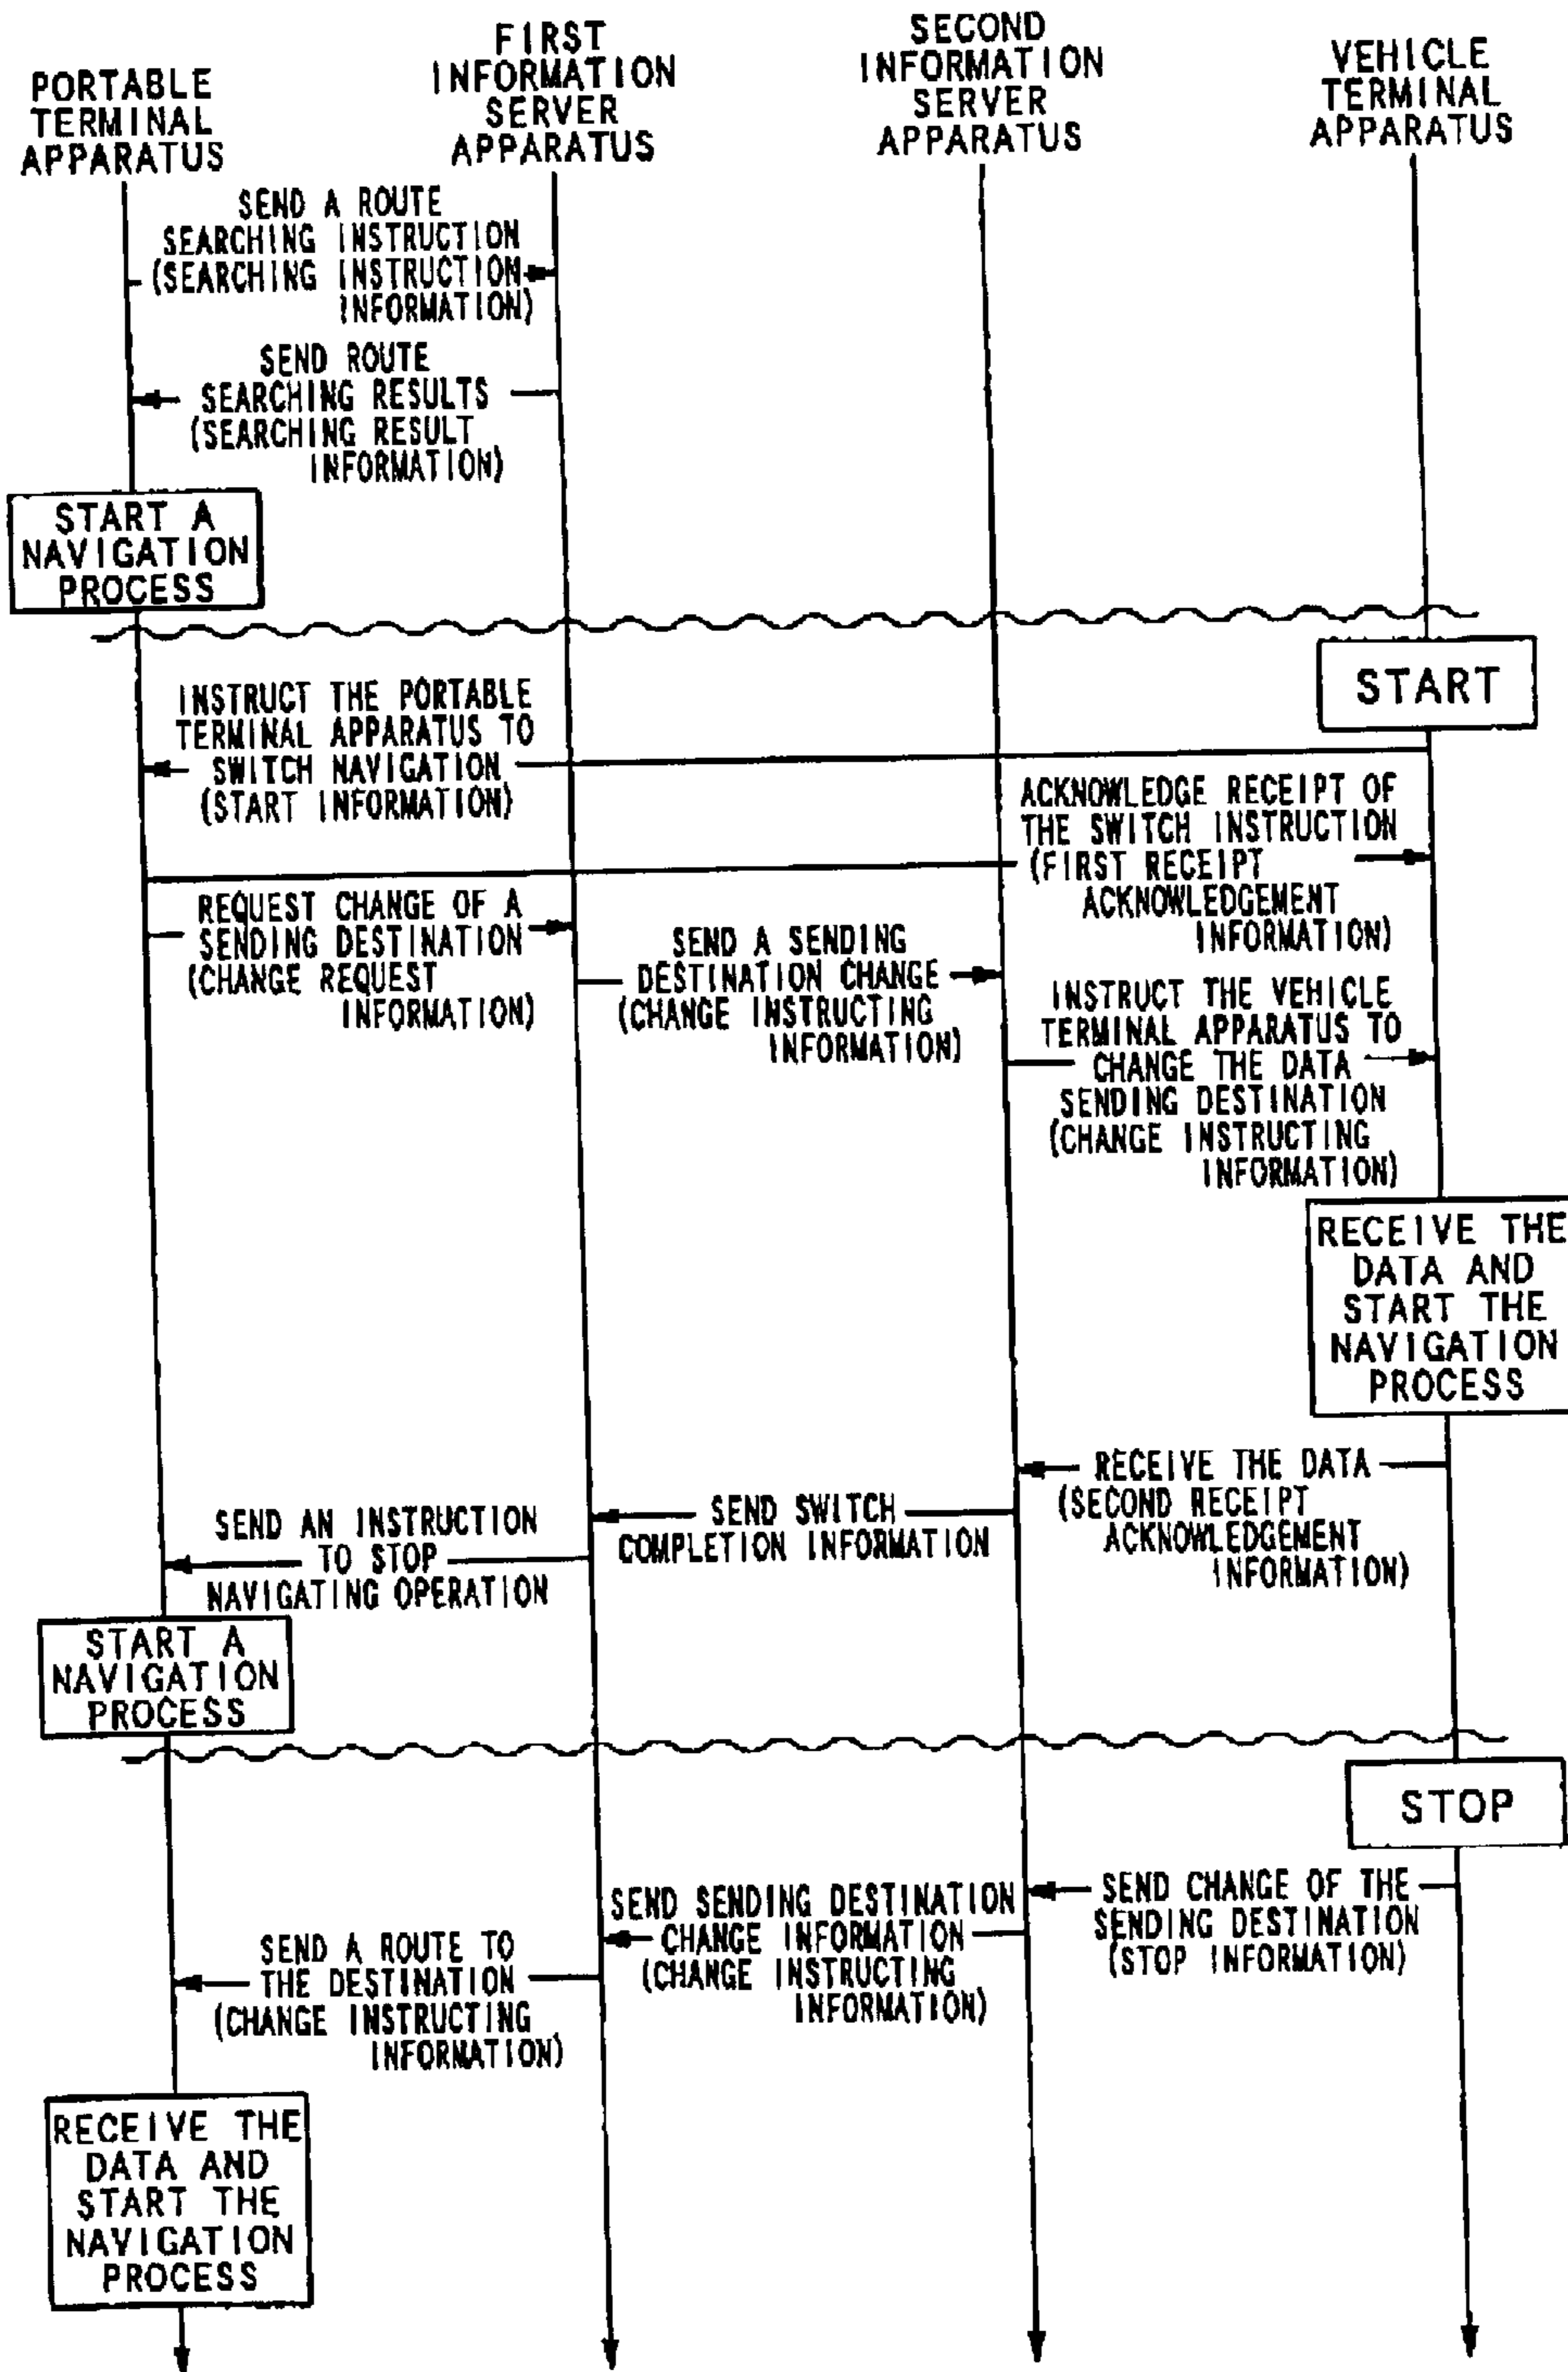 PORTABLE
TERMINAL
APPARATUS
FIRST
INFORMATION
SERVER
APPARATUS
SECOND
INFORMATION
SERVER
APPARATUS
VEHICLE
TERMINAL
APPARATUS
SEND A ROUTE
SEARCHING INSTRUCTION
(SEARCHING INSTRUCTION
INFORMATION)
SEND ROUTE
SEARCHING RESULTS
(SEARCHING RESULT
INFORMATION)
START A
NAVIGATION
PROCESS
START
INSTRUCT THE PORTABLE
TERMINAL APPARATUS TO
SWITCH NAVIGATION
(START INFORMATION)
ACKNOWLEDGE RECEIPT OF
THE SWITCH INSTRUCTION
(FIRST RECEIPT
ACKNOWLEDGEMENT
INFORMATION)
REQUEST CHANGE OF A
SENDING DESTINATION
(CHANGE REQUEST
INFORMATION)
SEND A SENDING
DESTINATION CHANGE
(CHANGE INSTRUCTING
INFORMATION)
INSTRUCT THE VEHICLE
TERMINAL APPARATUS TO
CHANGE THE DATA
SENDING DESTINATION
(CHANGE INSTRUCTING
INFORMATION)
RECEIVE THE
DATA AND
START THE
NAVIGATION
PROCESS
RECEIVE THE DATA
(SECOND RECEIPT
ACKNOWLEDGEMENT
INFORMATION)
SEND SWITCH
COMPLETION INFORMATION
SEND AN INSTRUCTION
TO STOP
NAVIGATING OPERATION
START A
NAVIGATION
PROCESS
STOP
SEND CHANGE OF THE
SENDING DESTINATION
(STOP INFORMATION)
SEND SENDING DESTINATION
CHANGE INFORMATION
(CHANGE INSTRUCTING
INFORMATION)
SEND A ROUTE TO
THE DESTINATION
(CHANGE INSTRUCTING
INFORMATION)
RECEIVE THE
DATA AND
START THE
NAVIGATION
PROCESS